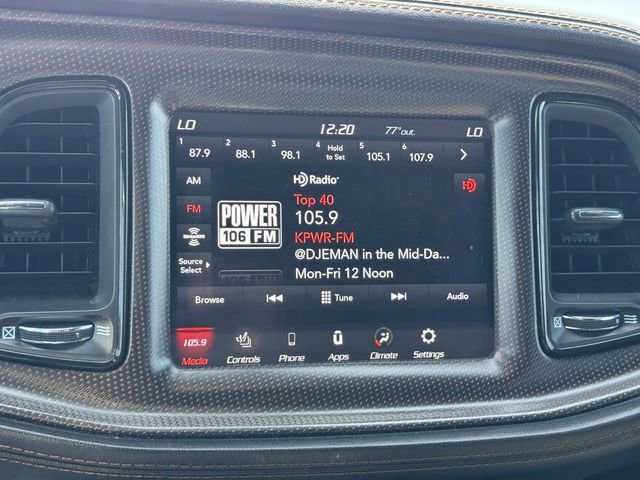 LO 12:20 77°out. LO
1 87.9 2 88.1 3 98.1 4 Hold to Set 5 105.1 6 107.9
AM
HD Radio
HD
FM
POWER
106 FM
Top 40
105.9
KPWR-FM
SIRIUSXM
@DJEMAN in the Mid-Da...
Source
Select
Mon-Fri 12 Noon
Browse Tune Audio
105.9
Media Controls Phone Apps Climate Settings